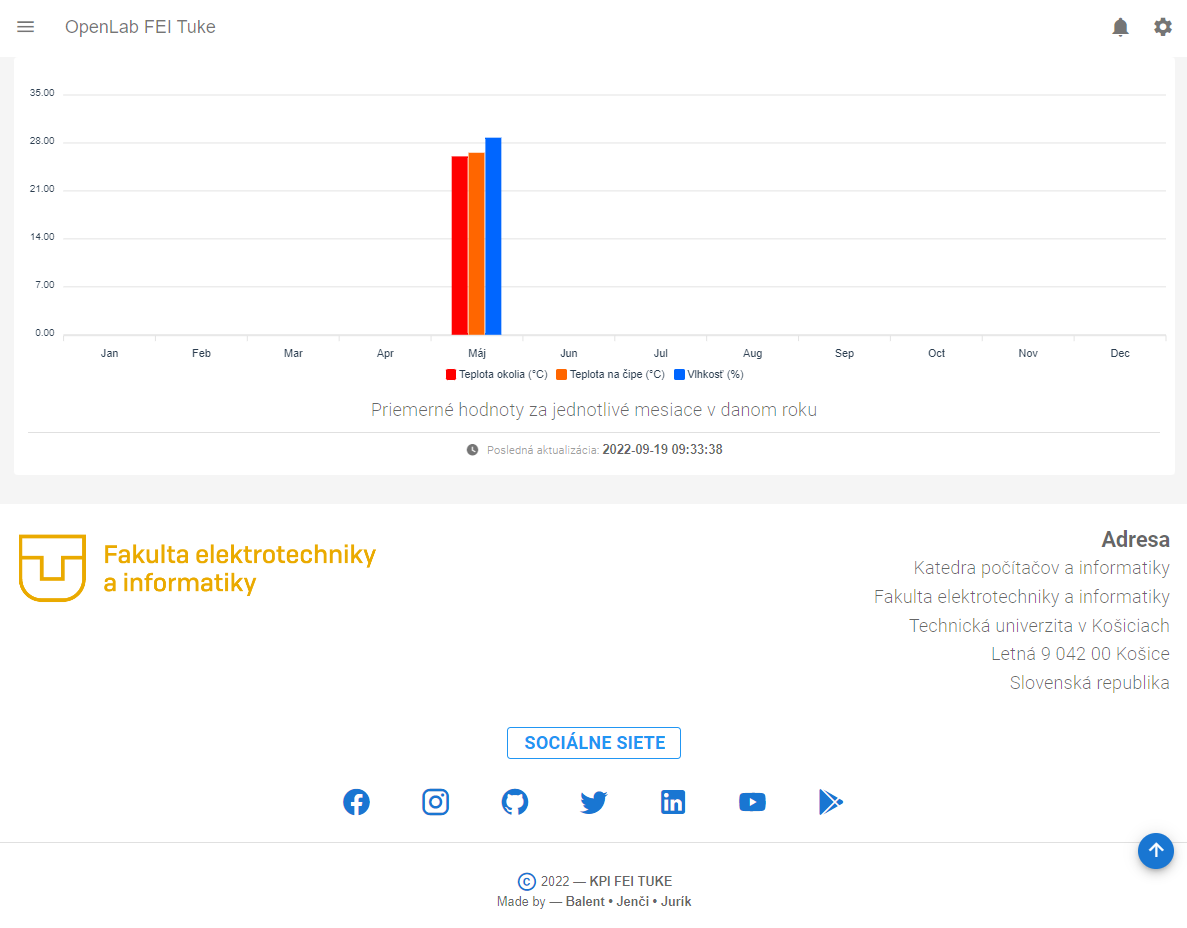 OpenLab FEI Tuke
35.00
28.00
21.00
14.00
7.00
0.00
Jan Feb Mar Apr Máj Jun Jul Aug Sep Oct Nov Dec
Teplota okolia (°C) Teplota na čipe (°C) Vlhkosť (%)
Priemerné hodnoty za jednotlivé mesiace v danom roku
Posledná aktualizácia: 2022-09-19 09:33:38
Fakulta elektrotechniky
a informatiky
Adresa
Katedra počítačov a informatiky
Fakulta elektrotechniky a informatiky
Technická univerzita v Košiciach
Letná 9 042 00 Košice
Slovenská republika
SOCIÁLNE SIETE
© 2022 — KPI FEI TUKE
Made by — Balent • Jenči • Jurík